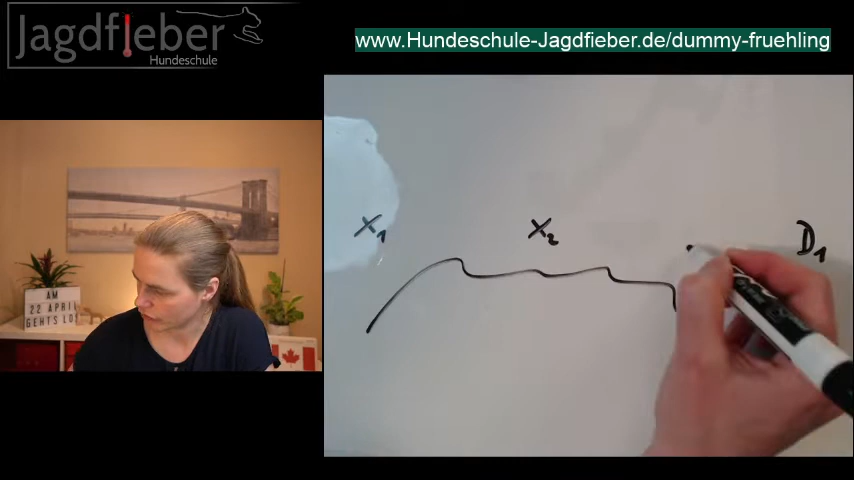 Jagdfieber
Hundeschule
www.Hundeschule-Jagdfieber.de/dummy-fruehling
X1
X2
D1
AM
22 APRIL
GEHTS LOS